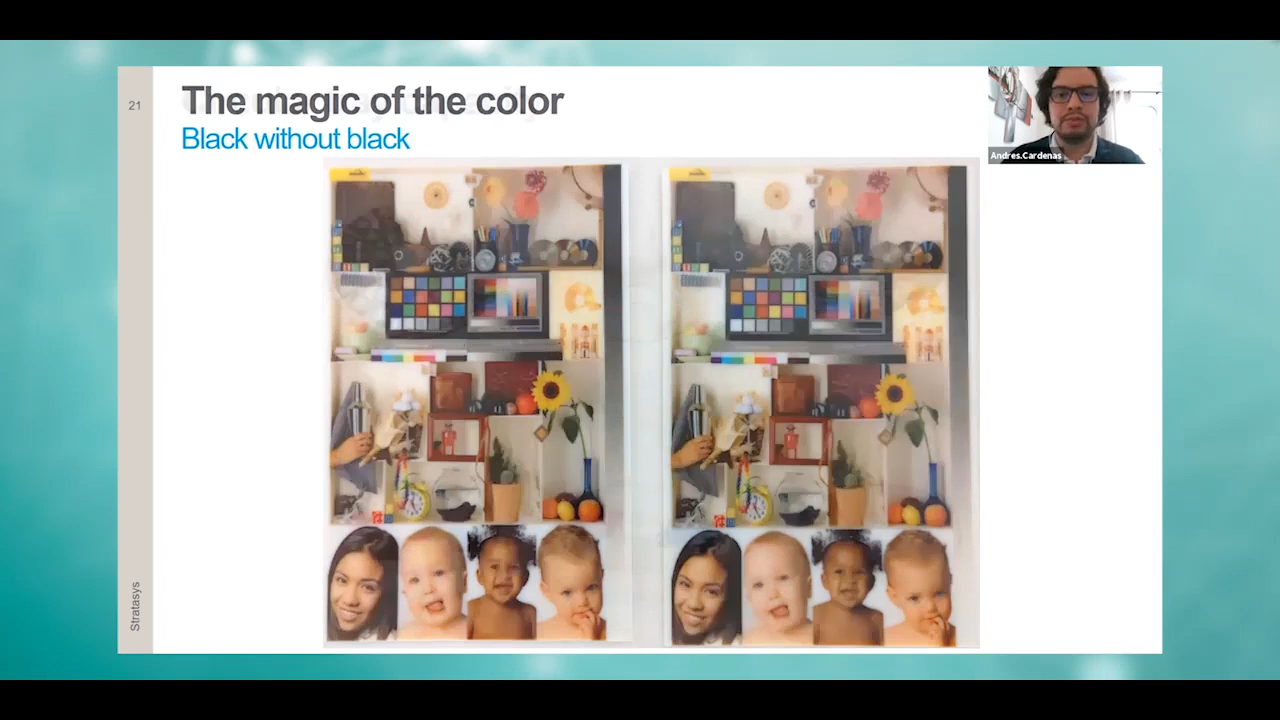 21
The magic of the color
Black without black
Andres.Cardenas
Stratasys